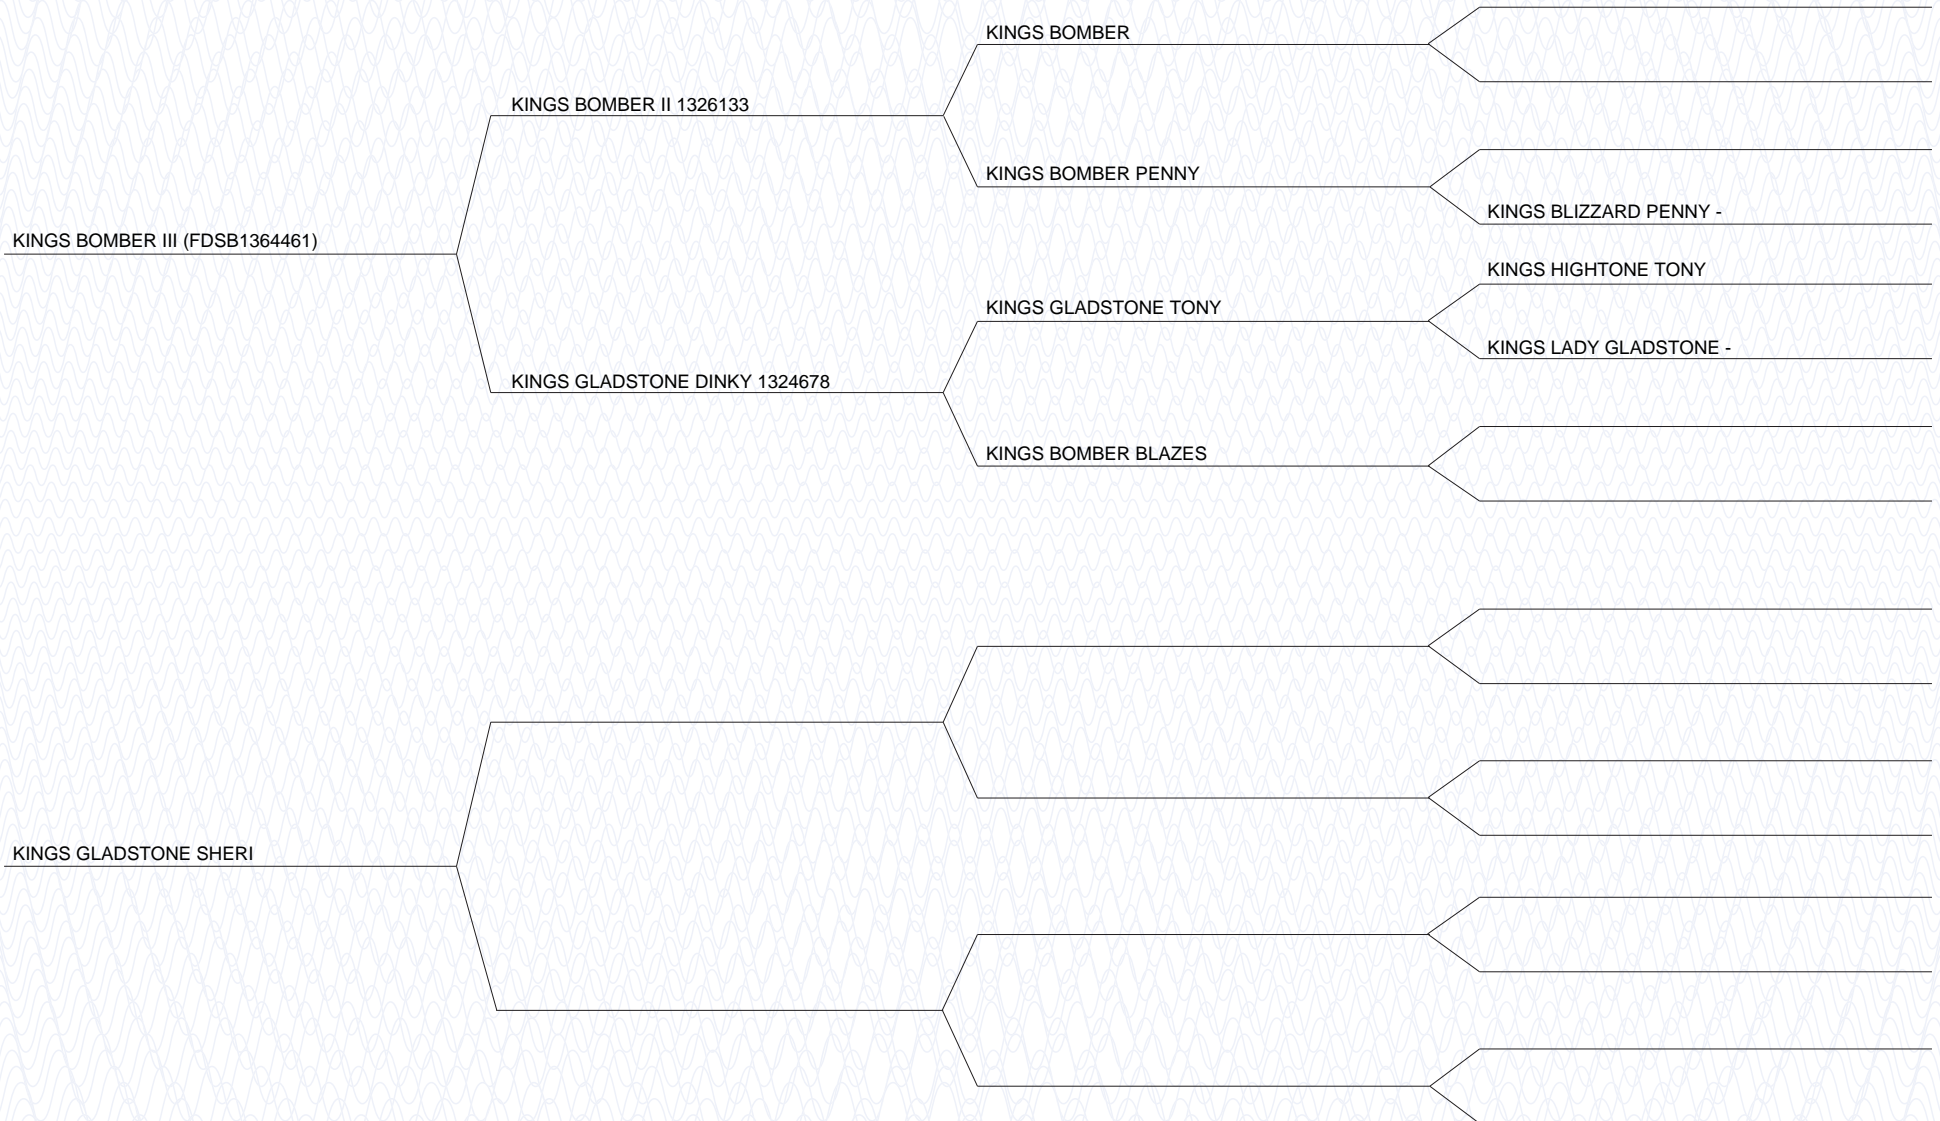 KINGS BOMBER
KINGS BOMBER II 1326133
KINGS BOMBER PENNY
KINGS BLIZZARD PENNY -
KINGS BOMBER III (FDSB1364461)
KINGS HIGHTONE TONY
KINGS GLADSTONE TONY
KINGS LADY GLADSTONE -
KINGS GLADSTONE DINKY 1324678
KINGS BOMBER BLAZES
KINGS GLADSTONE SHERI